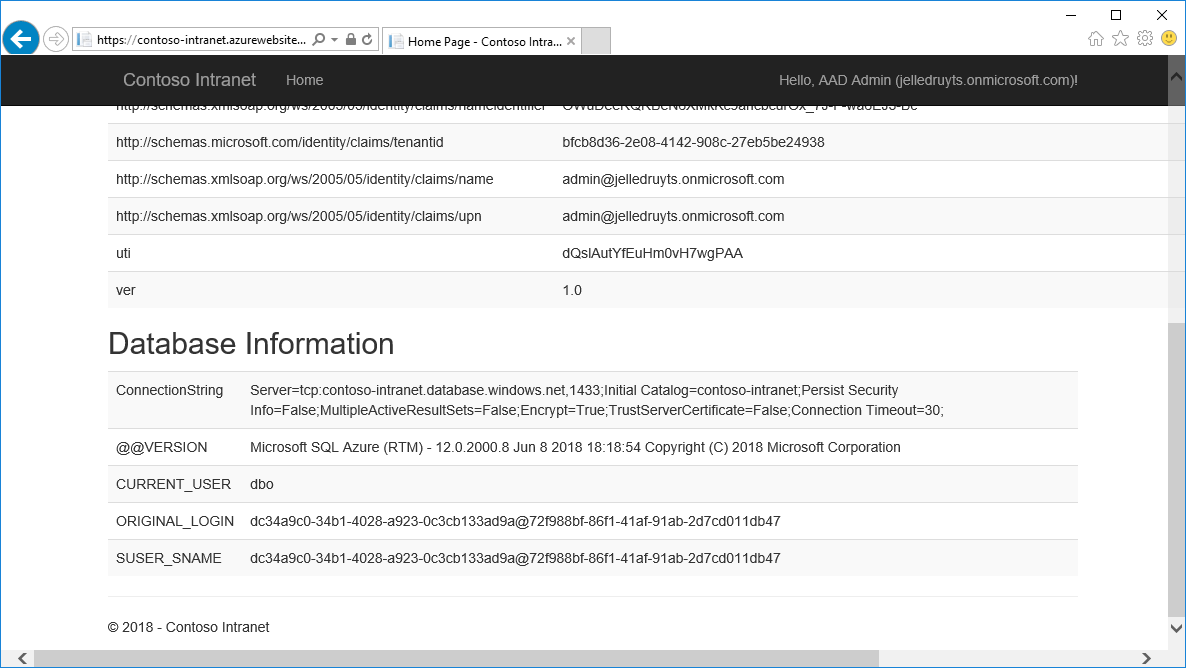 https://contoso-intranet.azurewebsite...
Home Page - Contoso Intra...
Contoso Intranet Home Hello, AAD Admin (jelledruyts.onmicrosoft.com)!
http://schemas.xmlsoap.org/ws/2005/05/identity/claims/nameidentifier
http://schemas.microsoft.com/identity/claims/tenantid bfcb8d36-2e08-4142-908c-27eb5be24938
http://schemas.xmlsoap.org/ws/2005/05/identity/claims/name admin@jelledruyts.onmicrosoft.com
http://schemas.xmlsoap.org/ws/2005/05/identity/claims/upn admin@jelledruyts.onmicrosoft.com
uti dQslAutYfEuHm0vH7wgPAA
ver 1.0
Database Information
ConnectionString Server=tcp:contoso-intranet.database.windows.net,1433;Initial Catalog=contoso-intranet;Persist Security
Info=False;MultipleActiveResultSets=False;Encrypt=True;TrustServerCertificate=False;Connection Timeout=30;
@@VERSION Microsoft SQL Azure (RTM) - 12.0.2000.8 Jun 8 2018 18:18:54 Copyright (C) 2018 Microsoft Corporation
CURRENT_USER dbo
ORIGINAL_LOGIN dc34a9c0-34b1-4028-a923-0c3cb133ad9a@72f988bf-86f1-41af-91ab-2d7cd011db47
SUSER_SNAME dc34a9c0-34b1-4028-a923-0c3cb133ad9a@72f988bf-86f1-41af-91ab-2d7cd011db47
© 2018 - Contoso Intranet